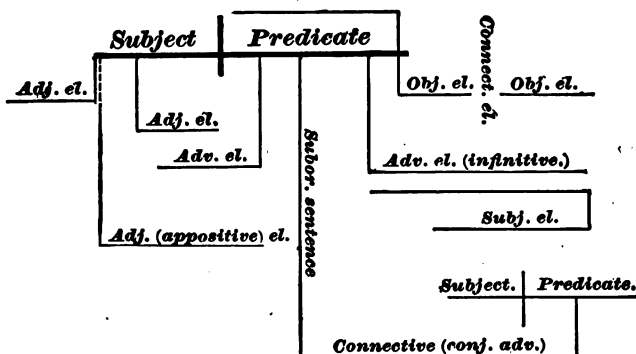 Subject Predicate
Connect. el.
Adj. el.
Obj. el. Obj. el.
Adj. el.
Adv. el.
Subor. sentence
Adv. el. (infinitive.)
Subj. el.
Adj. (appositive) el.
Subject. Predicate.
Connective (conj. adv.)